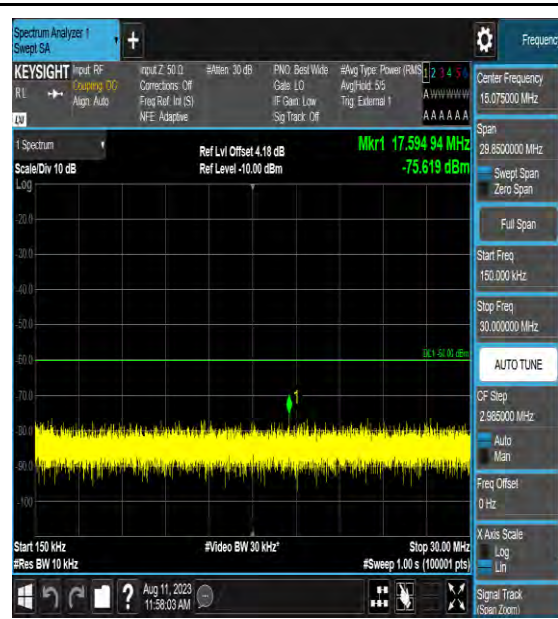 Spectrum Analyzer 1
Swept SA
Frequenc
KEYSIGHT
RL
LW
Input: RF
Coupling: DC
Align: Auto
Input Z: 50 Ω
Corrections: Off
Freq Ref: Int (S)
NFE: Adaptive
#Atten: 30 dB
PNO: Best Wide
Gate: LO
IF Gain: Low
Sig Track: Off
#Avg Type: Power (RMS
Avg|Hold: 5/5
Trig: External 1
1 2 3 4 5 6
A W W W W W
A A A A A A
1 Spectrum
Scale/Div 10 dB
Log
Ref Lvl Offset 4.18 dB
Ref Level -10.00 dBm
Mkr1 17.594 94 MHz
-75.619 dBm
-20.0
-30.0
-40.0
-50.0
-60.0
-70.0
-80.0
-90.0
-100
DL1 -60.00 dBm
1
Start 150 kHz
#Res BW 10 kHz
#Video BW 30 kHz*
Stop 30.00 MHz
#Sweep 1.00 s (100001 pts)
?
Aug 11, 2023
11:58:03 AM
Center Frequency
15.075000 MHz
Span
29.8500000 MHz
Swept Span
Zero Span
Full Span
Start Freq
150.000 kHz
Stop Freq
30.000000 MHz
AUTO TUNE
CF Step
2.985000 MHz
Auto
Man
Freq Offset
0 Hz
X Axis Scale
Log
Lin
Signal Track
(Span Zoom)